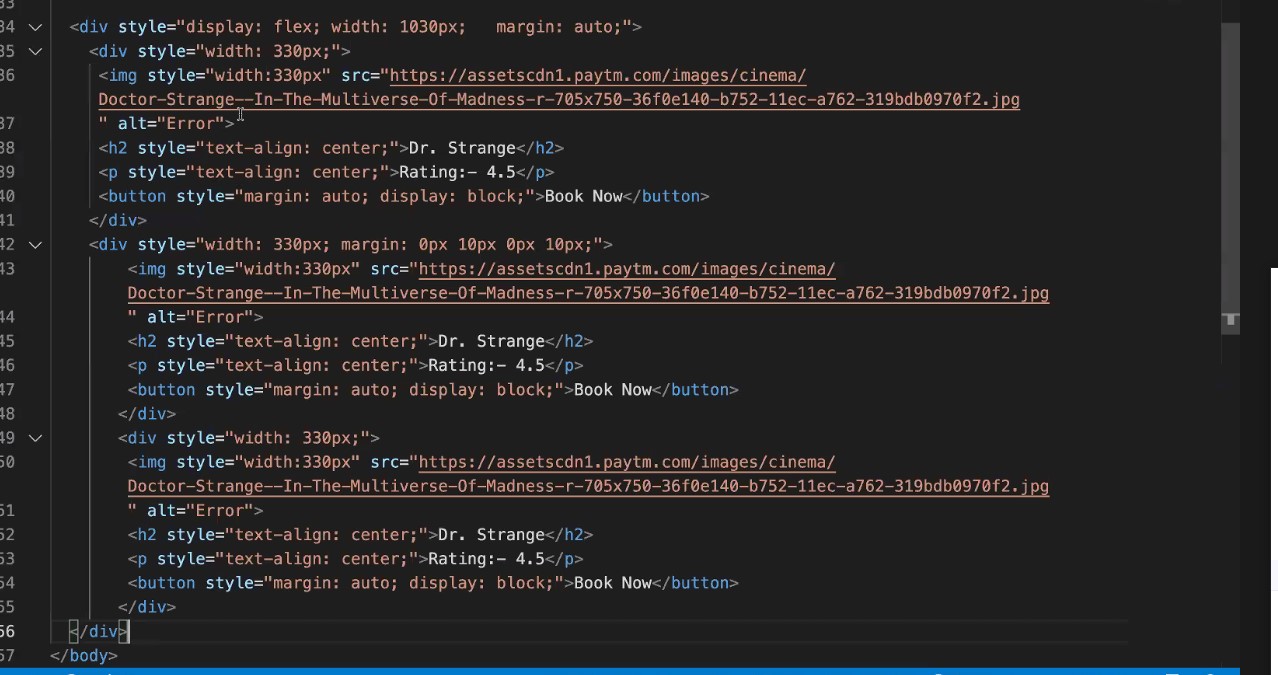 34 <div style="display: flex; width: 1030px;   margin: auto;">
35 <div style="width: 330px;">
36 <img style="width:330px" src="https://assetscdn1.paytm.com/images/cinema/
Doctor-Strange--In-The-Multiverse-Of-Madness-r-705x750-36f0e140-b752-11ec-a762-319bdb0970f2.jpg
37 " alt="Error">
38 <h2 style="text-align: center;">Dr. Strange</h2>
39 <p style="text-align: center;">Rating:- 4.5</p>
40 <button style="margin: auto; display: block;">Book Now</button>
41 </div>
42 <div style="width: 330px; margin: 0px 10px 0px 10px;">
43 <img style="width:330px" src="https://assetscdn1.paytm.com/images/cinema/
Doctor-Strange--In-The-Multiverse-Of-Madness-r-705x750-36f0e140-b752-11ec-a762-319bdb0970f2.jpg
44 " alt="Error">
45 <h2 style="text-align: center;">Dr. Strange</h2>
46 <p style="text-align: center;">Rating:- 4.5</p>
47 <button style="margin: auto; display: block;">Book Now</button>
48 </div>
49 <div style="width: 330px;">
50 <img style="width:330px" src="https://assetscdn1.paytm.com/images/cinema/
Doctor-Strange--In-The-Multiverse-Of-Madness-r-705x750-36f0e140-b752-11ec-a762-319bdb0970f2.jpg
51 " alt="Error">
52 <h2 style="text-align: center;">Dr. Strange</h2>
53 <p style="text-align: center;">Rating:- 4.5</p>
54 <button style="margin: auto; display: block;">Book Now</button>
55 </div>
56 </div>
57 </body>